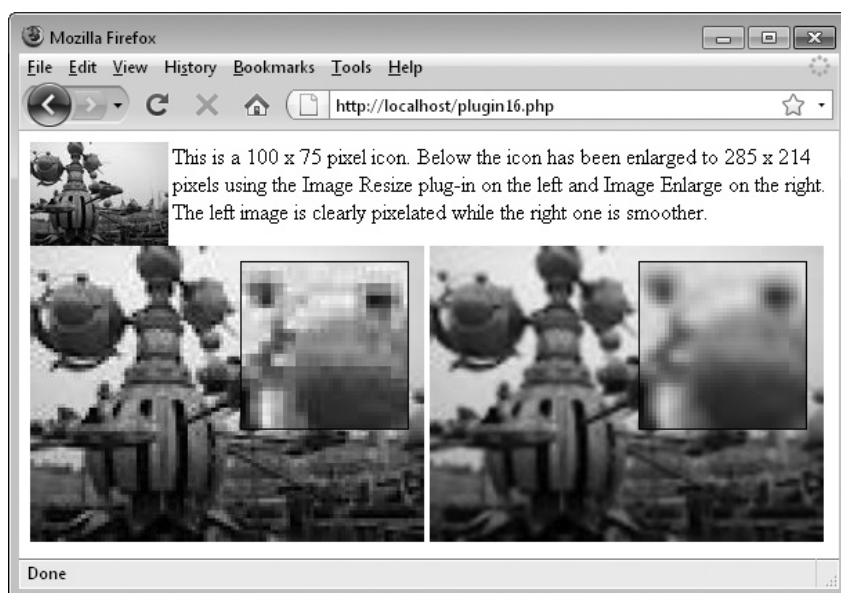 Mozilla Firefox
File Edit View History Bookmarks Tools Help
http://localhost/plugin16.php
This is a 100 x 75 pixel icon. Below the icon has been enlarged to 285 x 214
pixels using the Image Resize plug-in on the left and Image Enlarge on the right.
The left image is clearly pixelated while the right one is smoother.
Done